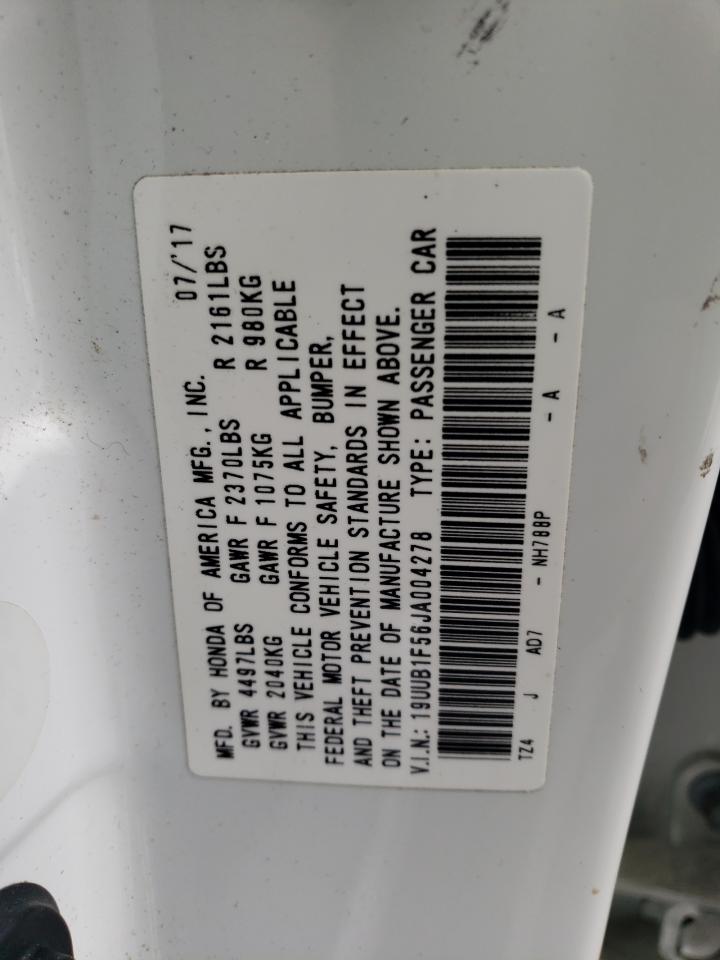 07/'17
MFD. BY HONDA OF AMERICA MFG., INC.
GVWR 4497LBS GAWR F 2370LBS R 2161LBS
GVWR 2040KG GAWR F 1075KG R 980KG
THIS VEHICLE CONFORMS TO ALL APPLICABLE
FEDERAL MOTOR VEHICLE SAFETY, BUMPER,
AND THEFT PREVENTION STANDARDS IN EFFECT
ON THE DATE OF MANUFACTURE SHOWN ABOVE.
V.I.N.: 19UUB1F56JA004278 TYPE: PASSENGER CAR
TZ4 J AD7 - NH788P - A - A